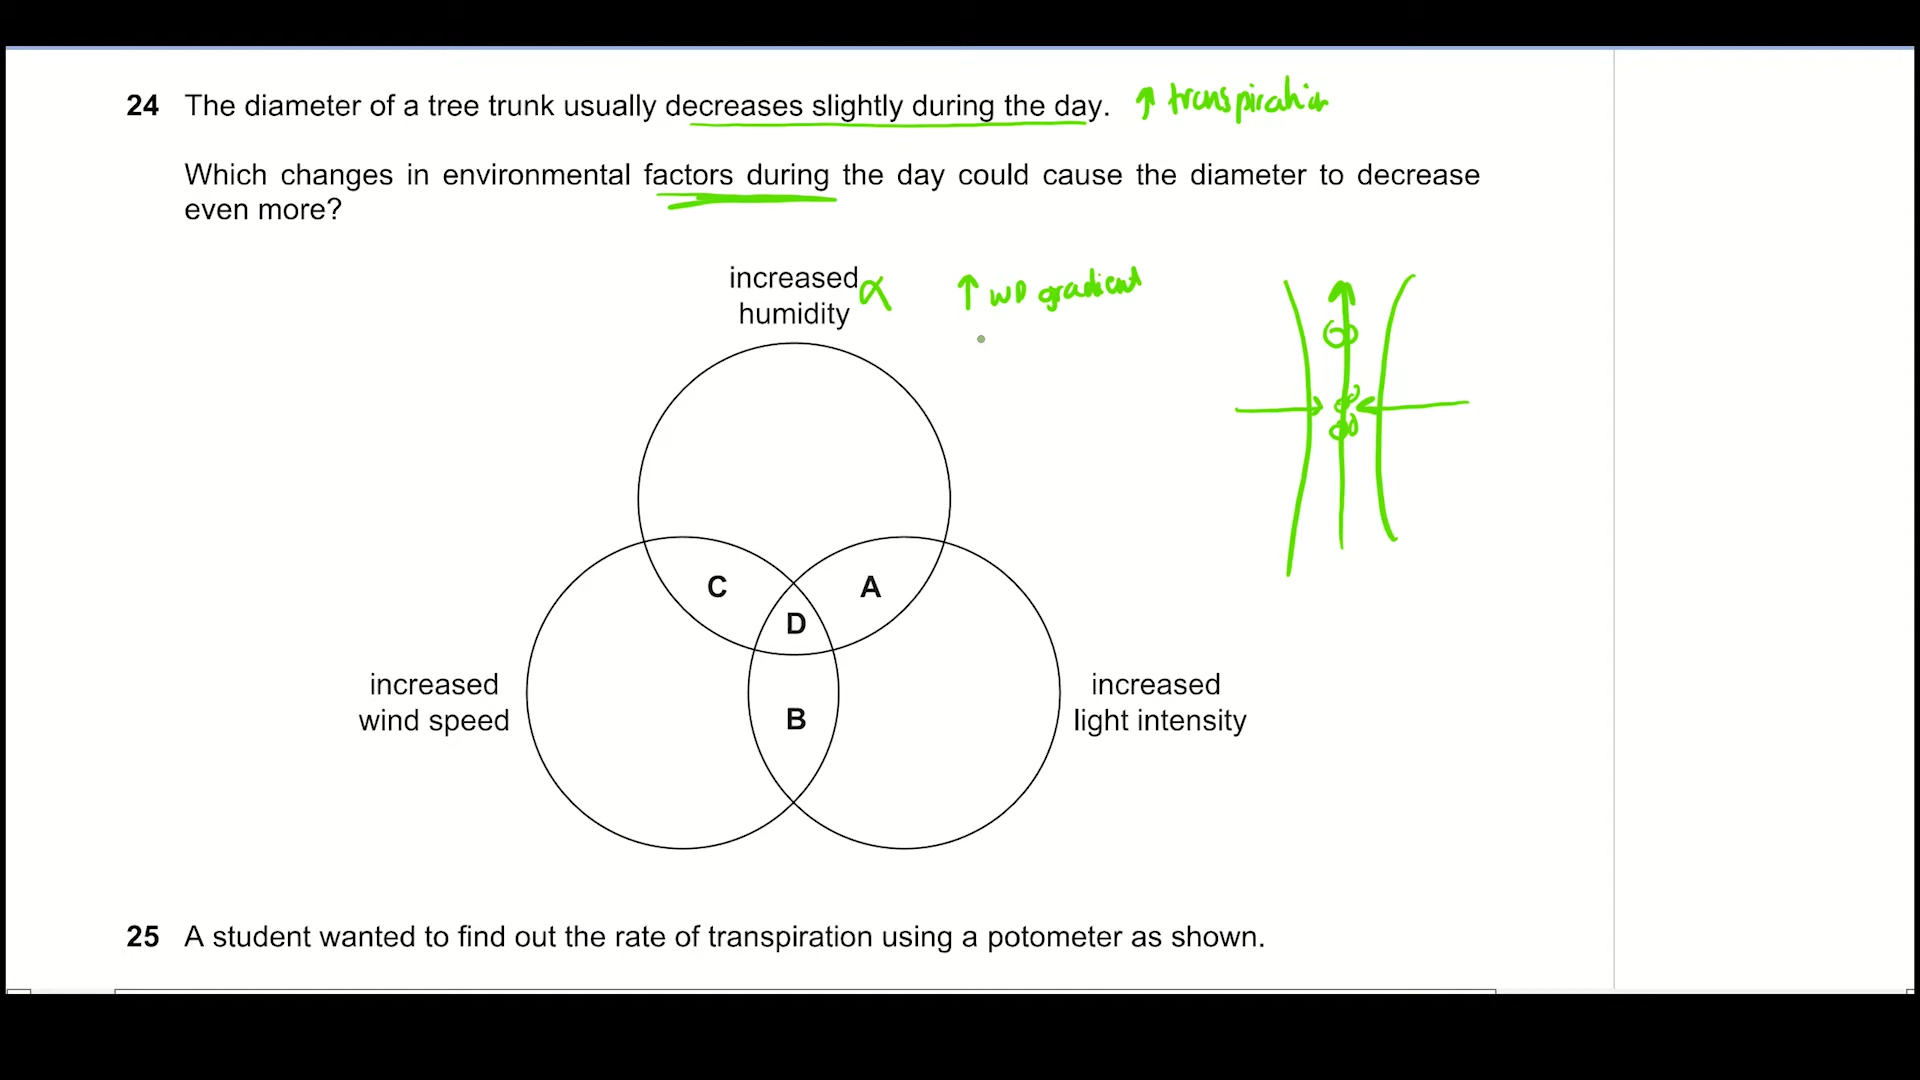 24 The diameter of a tree trunk usually decreases slightly during the day. ↑ transpiration
Which changes in environmental factors during the day could cause the diameter to decrease
even more?
increased
humidity
↑ WP gradient
C
A
D
increased
wind speed
B
increased
light intensity
25 A student wanted to find out the rate of transpiration using a potometer as shown.